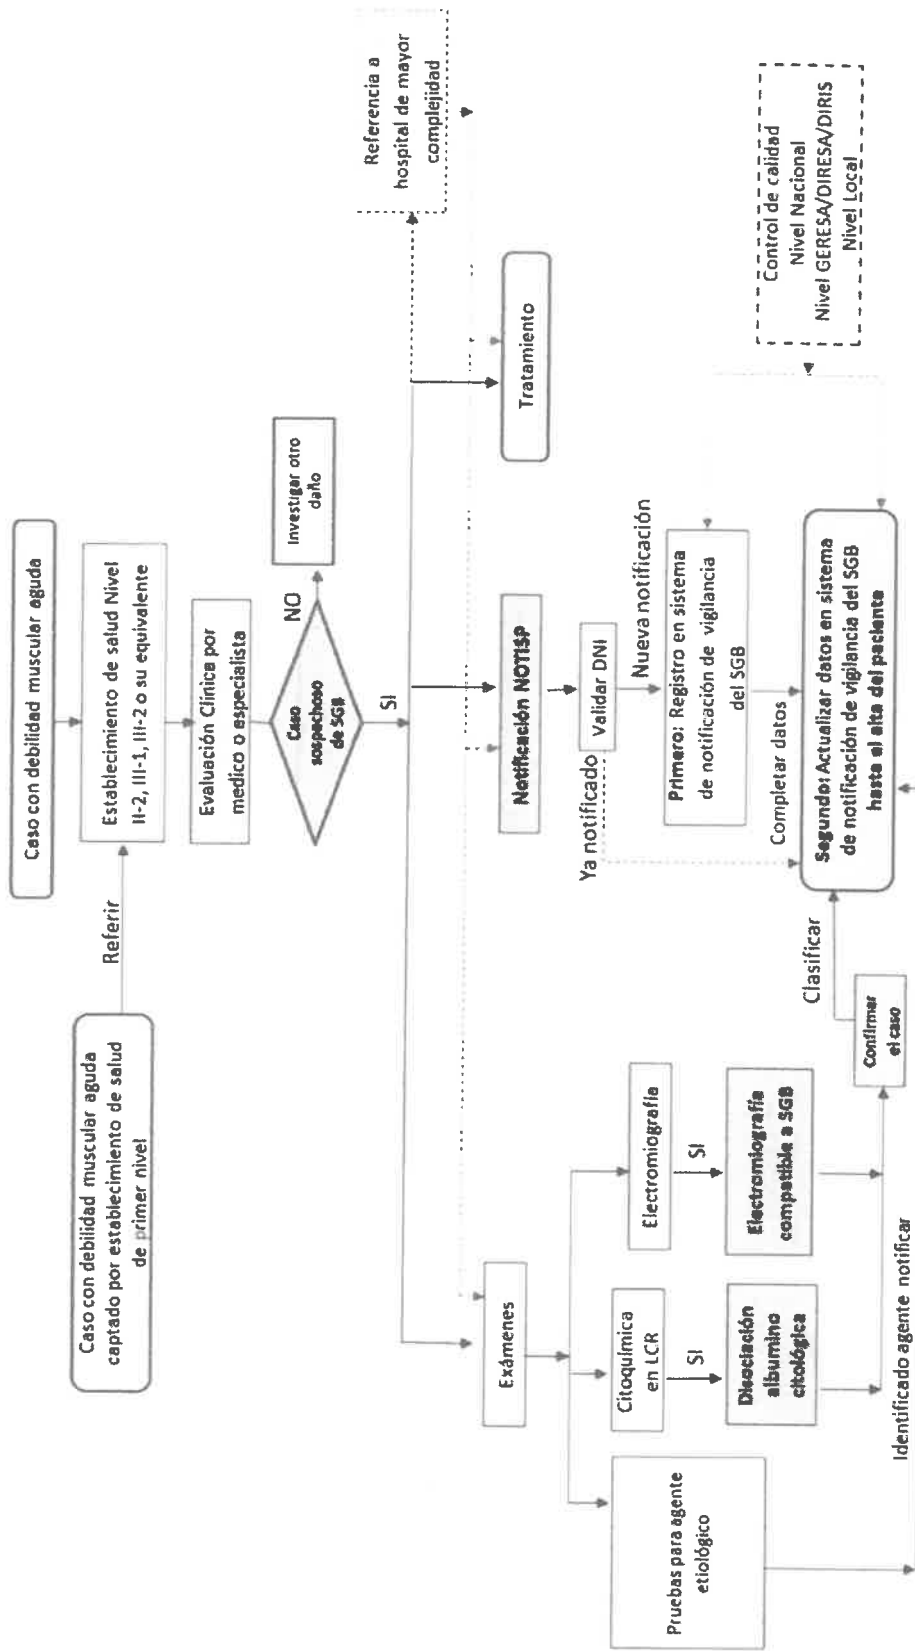 Caso con debilidad muscular aguda
Caso con debilidad muscular aguda
captado por establecimiento de salud
de primer nivel
Referir
Establecimiento de salud Nivel
II-2, III-1, III-2 o su equivalente
Evaluación Clínica por
medico o especialista
Caso
sospechoso
de SGB
NO
Investigar otro
daño
SI
Referencia a
hospital de mayor
complejidad
Exámenes
Notificación NOTISP
Tratamiento
Validar DNI
Ya notificado
Nueva notificación
Pruebas para agente
etiológico
Citoquímica
en LCR
Electromiografía
SI
SI
Disociación
albumino
citológica
Electromiografía
compatible a SGB
Primero: Registro en sistema
de notificación de vigilancia
del SGB
Completar datos
Control de calidad
Nivel Nacional
Nivel GERESA/DIRESA/DIRIS
Nivel Local
Confirmar
el caso
Clasificar
Segundo: Actualizar datos en sistema
de notificación de vigilancia del SGB
hasta el alta del paciente
Identificado agente notificar